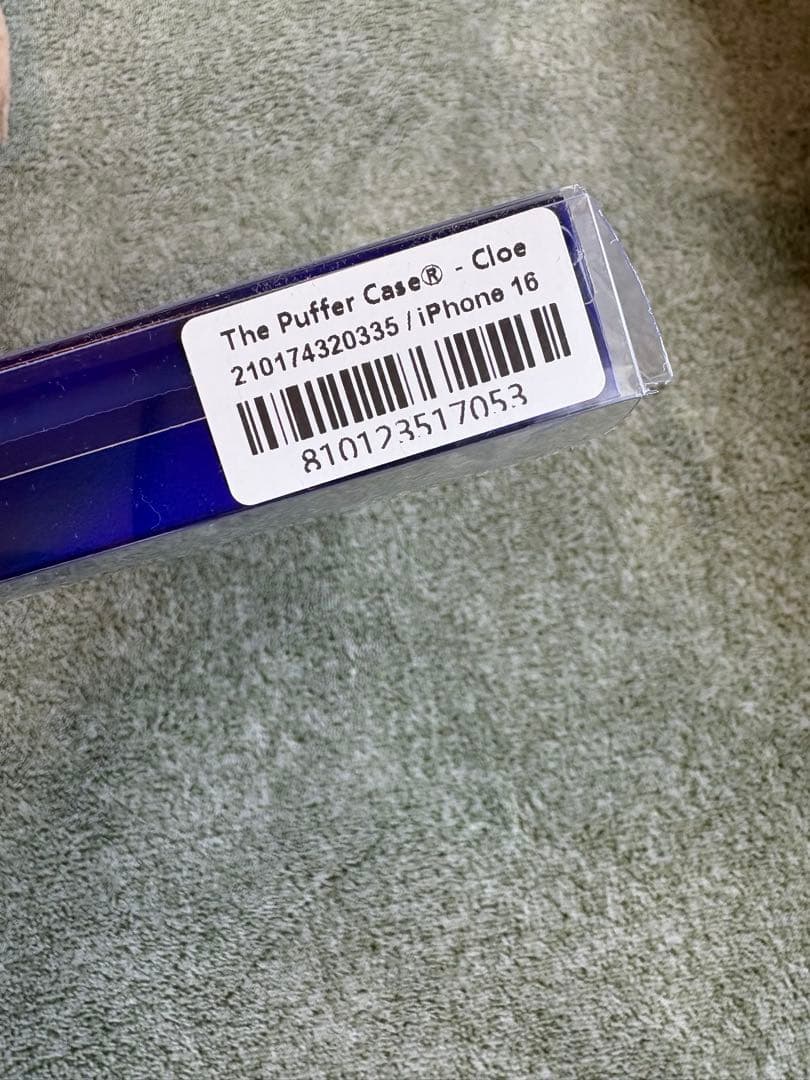 The Puffer Case® - Cloe
210174320335 / iPhone 16
810123517053